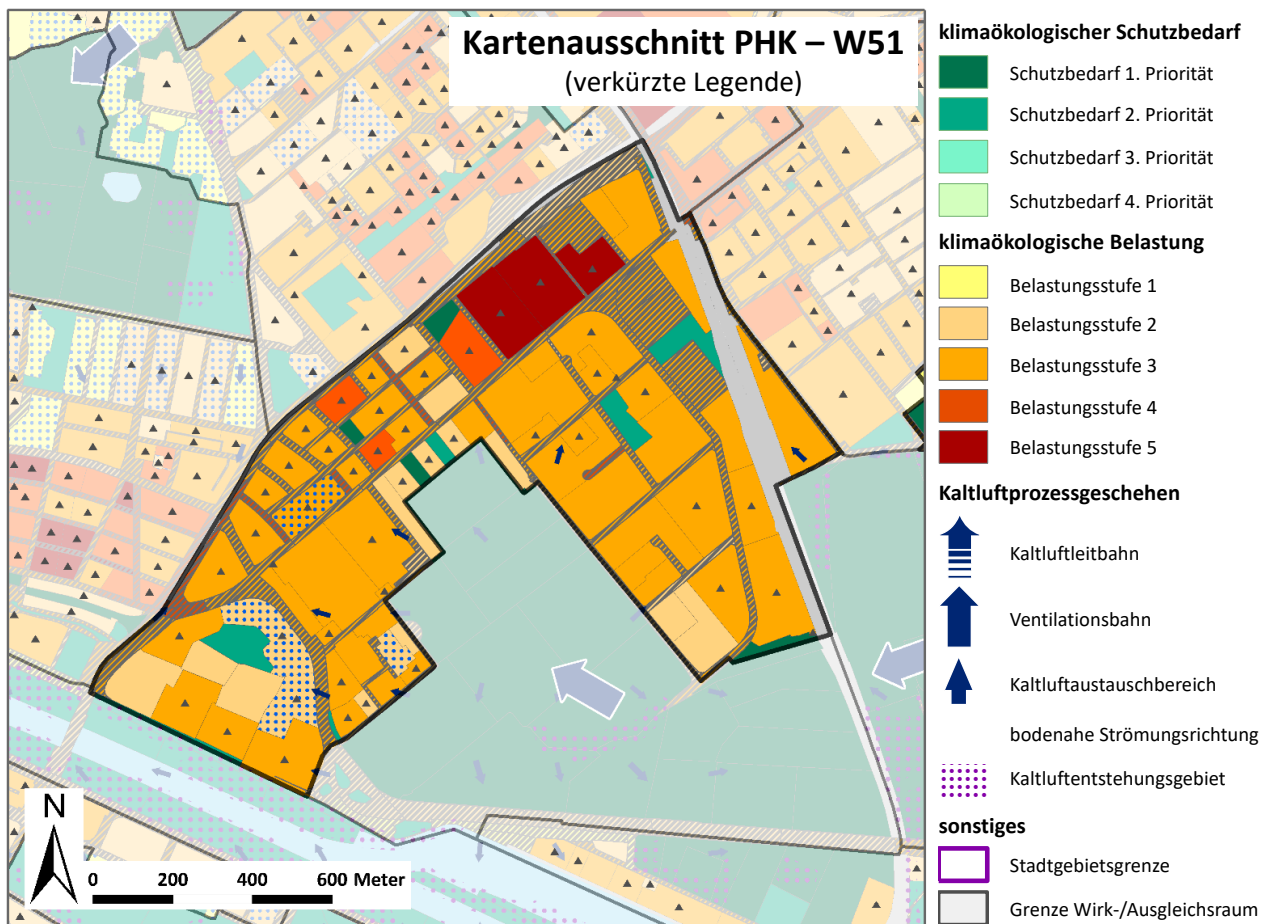 Kartenausschnitt PHK – W51
(verkürzte Legende)
klimaökologischer Schutzbedarf
Schutzbedarf 1. Priorität
Schutzbedarf 2. Priorität
Schutzbedarf 3. Priorität
Schutzbedarf 4. Priorität
klimaökologische Belastung
Belastungsstufe 1
Belastungsstufe 2
Belastungsstufe 3
Belastungsstufe 4
Belastungsstufe 5
Kaltluftprozessgeschehen
Kaltluftleitbahn
Ventilationsbahn
Kaltluftaustauschbereich
bodenahe Strömungsrichtung
Kaltluftentstehungsgebiet
sonstiges
Stadtgebietsgrenze
Grenze Wirk-/Ausgleichsraum
N
0 200 400 600 Meter